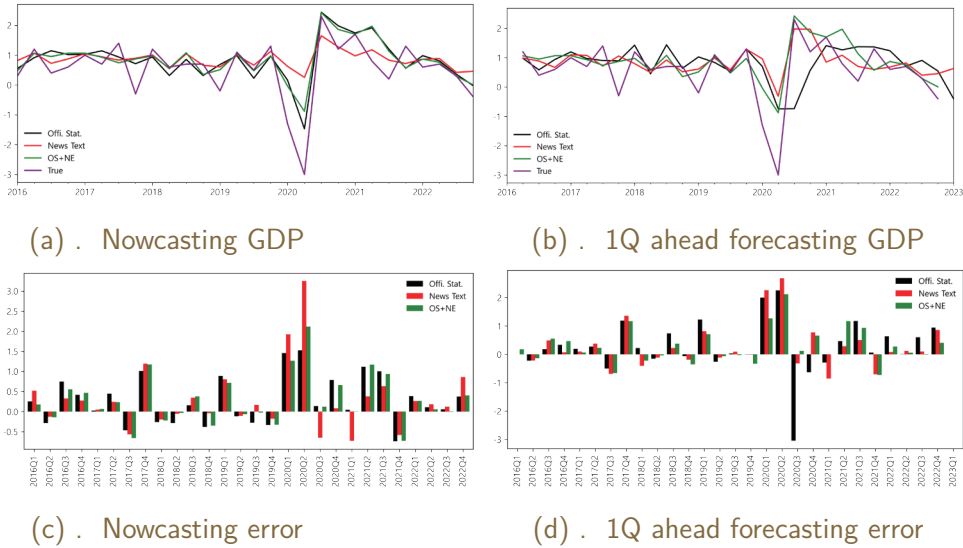 2
1
0
-1
-2
-3
Offi. Stat.
News Text
OS+NE
True
2016 2017 2018 2019 2020 2021 2022
(a) . Nowcasting GDP
2
1
0
-1
-2
-3
Offi. Stat.
News Text
OS+NE
True
2017 2018 2019 2020 2021 2022 2023
(b) . 1Q ahead forecasting GDP
3.0
2.5
2.0
1.5
1.0
0.5
0.0
-0.5
Offi. Stat.
News Text
OS+NE
2016Q1 2016Q2 2016Q3 2016Q4 2017Q1 2017Q2 2017Q3 2017Q4 2018Q1 2018Q2 2018Q3 2018Q4 2019Q1 2019Q2 2019Q3 2019Q4 2020Q1 2020Q2 2020Q3 2020Q4 2021Q1 2021Q2 2021Q3 2021Q4 2022Q1 2022Q2 2022Q3 2022Q4
(c) . Nowcasting error
2
1
0
-1
-2
-3
Offi. Stat.
News Text
OS+NE
2016Q1 2016Q2 2016Q3 2016Q4 2017Q1 2017Q2 2017Q3 2017Q4 2018Q1 2018Q2 2018Q3 2018Q4 2019Q1 2019Q2 2019Q3 2019Q4 2020Q1 2020Q2 2020Q3 2020Q4 2021Q1 2021Q2 2021Q3 2021Q4 2022Q1 2022Q2 2022Q3 2022Q4 2023Q1
(d) . 1Q ahead forecasting error